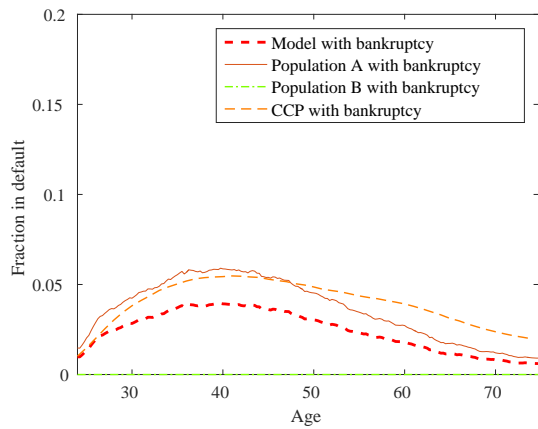 0.2
0.15
0.1
0.05
0
Fraction in default
Model with bankruptcy
Population A with bankruptcy
Population B with bankruptcy
CCP with bankruptcy
30 40 50 60 70
Age